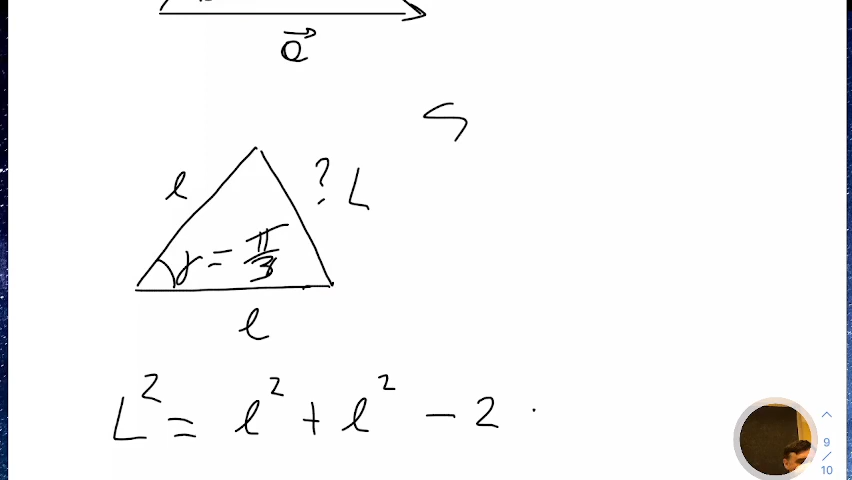 a⃗
S
l
? L
γ = π/3
l
L² = l² + l² - 2 ·
9
/
10